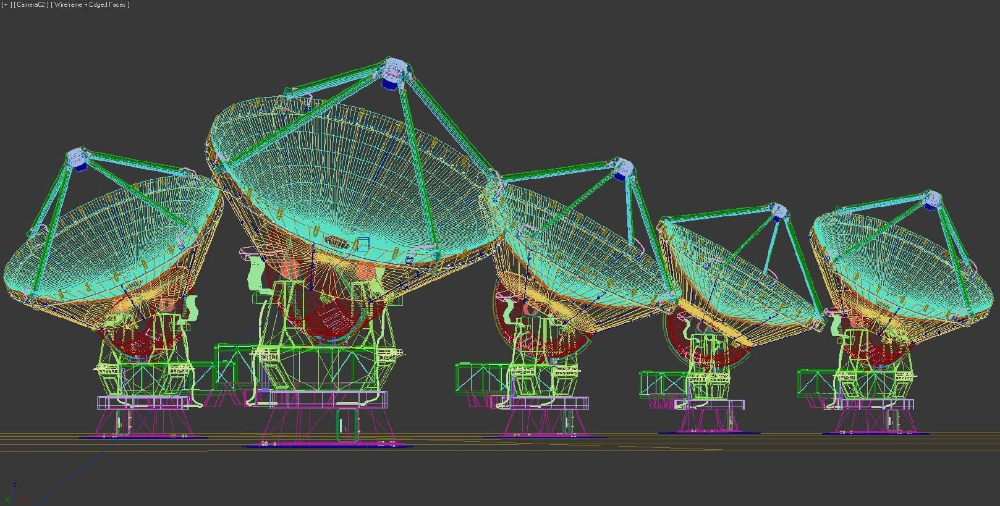 [ + ] [ Camera02 ] [ Wireframe + Edged Faces ]
z
y